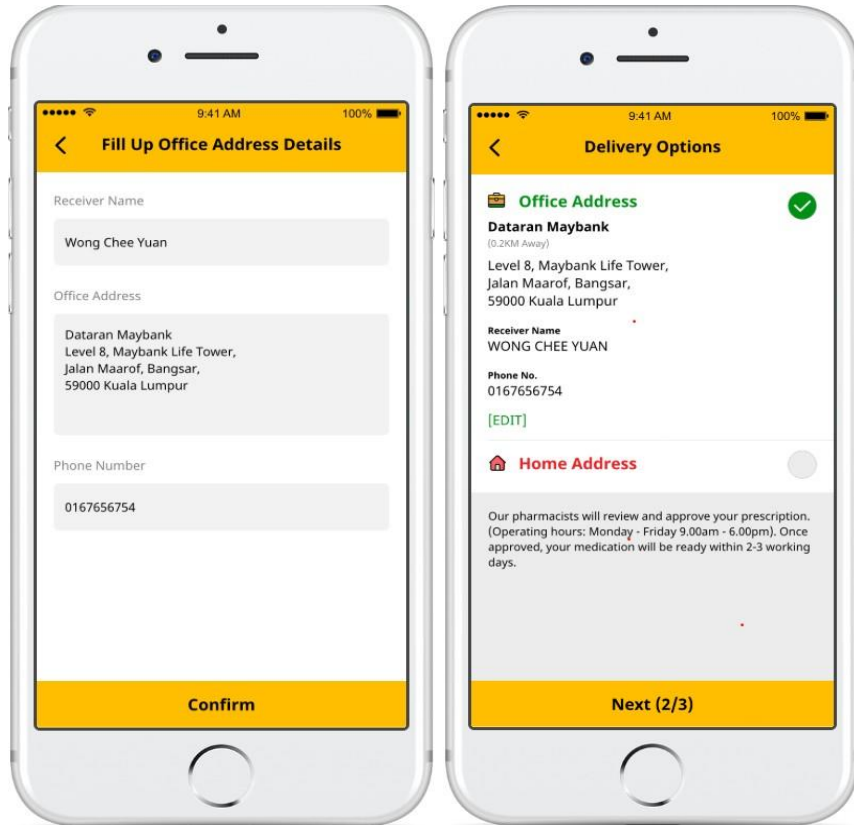 9:41 AM
100%
Fill Up Office Address Details
Receiver Name
Wong Chee Yuan
Office Address
Dataran Maybank
Level 8, Maybank Life Tower,
Jalan Maarof, Bangsar,
59000 Kuala Lumpur
Phone Number
0167656754
Confirm
9:41 AM
100%
Delivery Options
Office Address
Dataran Maybank
(0.2KM Away)
Level 8, Maybank Life Tower,
Jalan Maarof, Bangsar,
59000 Kuala Lumpur
Receiver Name
WONG CHEE YUAN
Phone No.
0167656754
[EDIT]
Home Address
Our pharmacists will review and approve your prescription.
(Operating hours: Monday - Friday 9.00am - 6.00pm). Once
approved, your medication will be ready within 2-3 working
days.
Next (2/3)